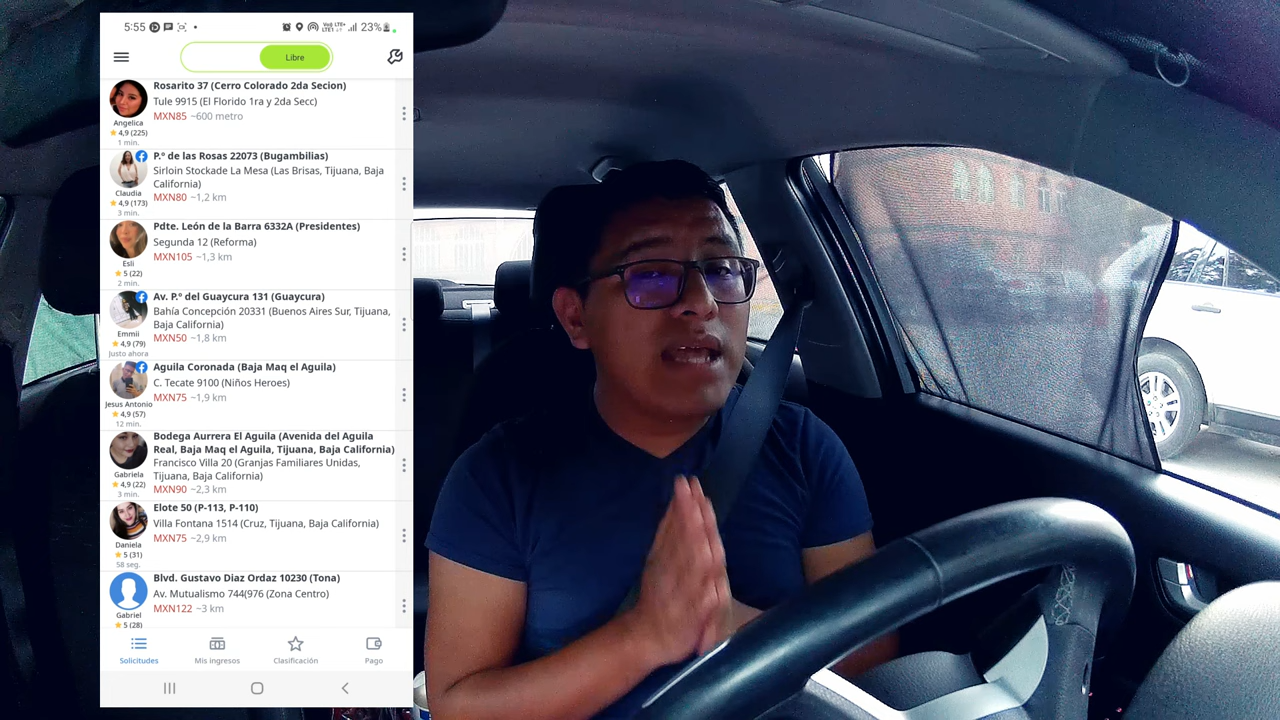 5:55
Vo) LTE+
LTE1
23%
Libre
Rosarito 37 (Cerro Colorado 2da Secion)
Tule 9915 (El Florido 1ra y 2da Secc)
MXN85 ~600 metro
Angelica
4,9 (225)
1 min.
P.º de las Rosas 22073 (Bugambilias)
Sirloin Stockade La Mesa (Las Brisas, Tijuana, Baja
California)
MXN80 ~1,2 km
Claudia
4,9 (173)
3 min.
Pdte. León de la Barra 6332A (Presidentes)
Segunda 12 (Reforma)
MXN105 ~1,3 km
Esli
5 (22)
2 min.
Av. P.º del Guaycura 131 (Guaycura)
Bahía Concepción 20331 (Buenos Aires Sur, Tijuana,
Baja California)
MXN50 ~1,8 km
Emmii
4,9 (79)
Justo ahora
Aguila Coronada (Baja Maq el Aguila)
C. Tecate 9100 (Niños Heroes)
MXN75 ~1,9 km
Jesus Antonio
4,9 (57)
12 min.
Bodega Aurrera El Aguila (Avenida del Aguila
Real, Baja Maq el Aguila, Tijuana, Baja California)
Francisco Villa 20 (Granjas Familiares Unidas,
Tijuana, Baja California)
MXN90 ~2,3 km
Gabriela
4,9 (22)
3 min.
Elote 50 (P-113, P-110)
Villa Fontana 1514 (Cruz, Tijuana, Baja California)
MXN75 ~2,9 km
Daniela
5 (31)
58 seg.
Blvd. Gustavo Diaz Ordaz 10230 (Tona)
Av. Mutualismo 744(976 (Zona Centro)
MXN122 ~3 km
Gabriel
5 (28)
Solicitudes
Mis ingresos
Clasificación
Pago